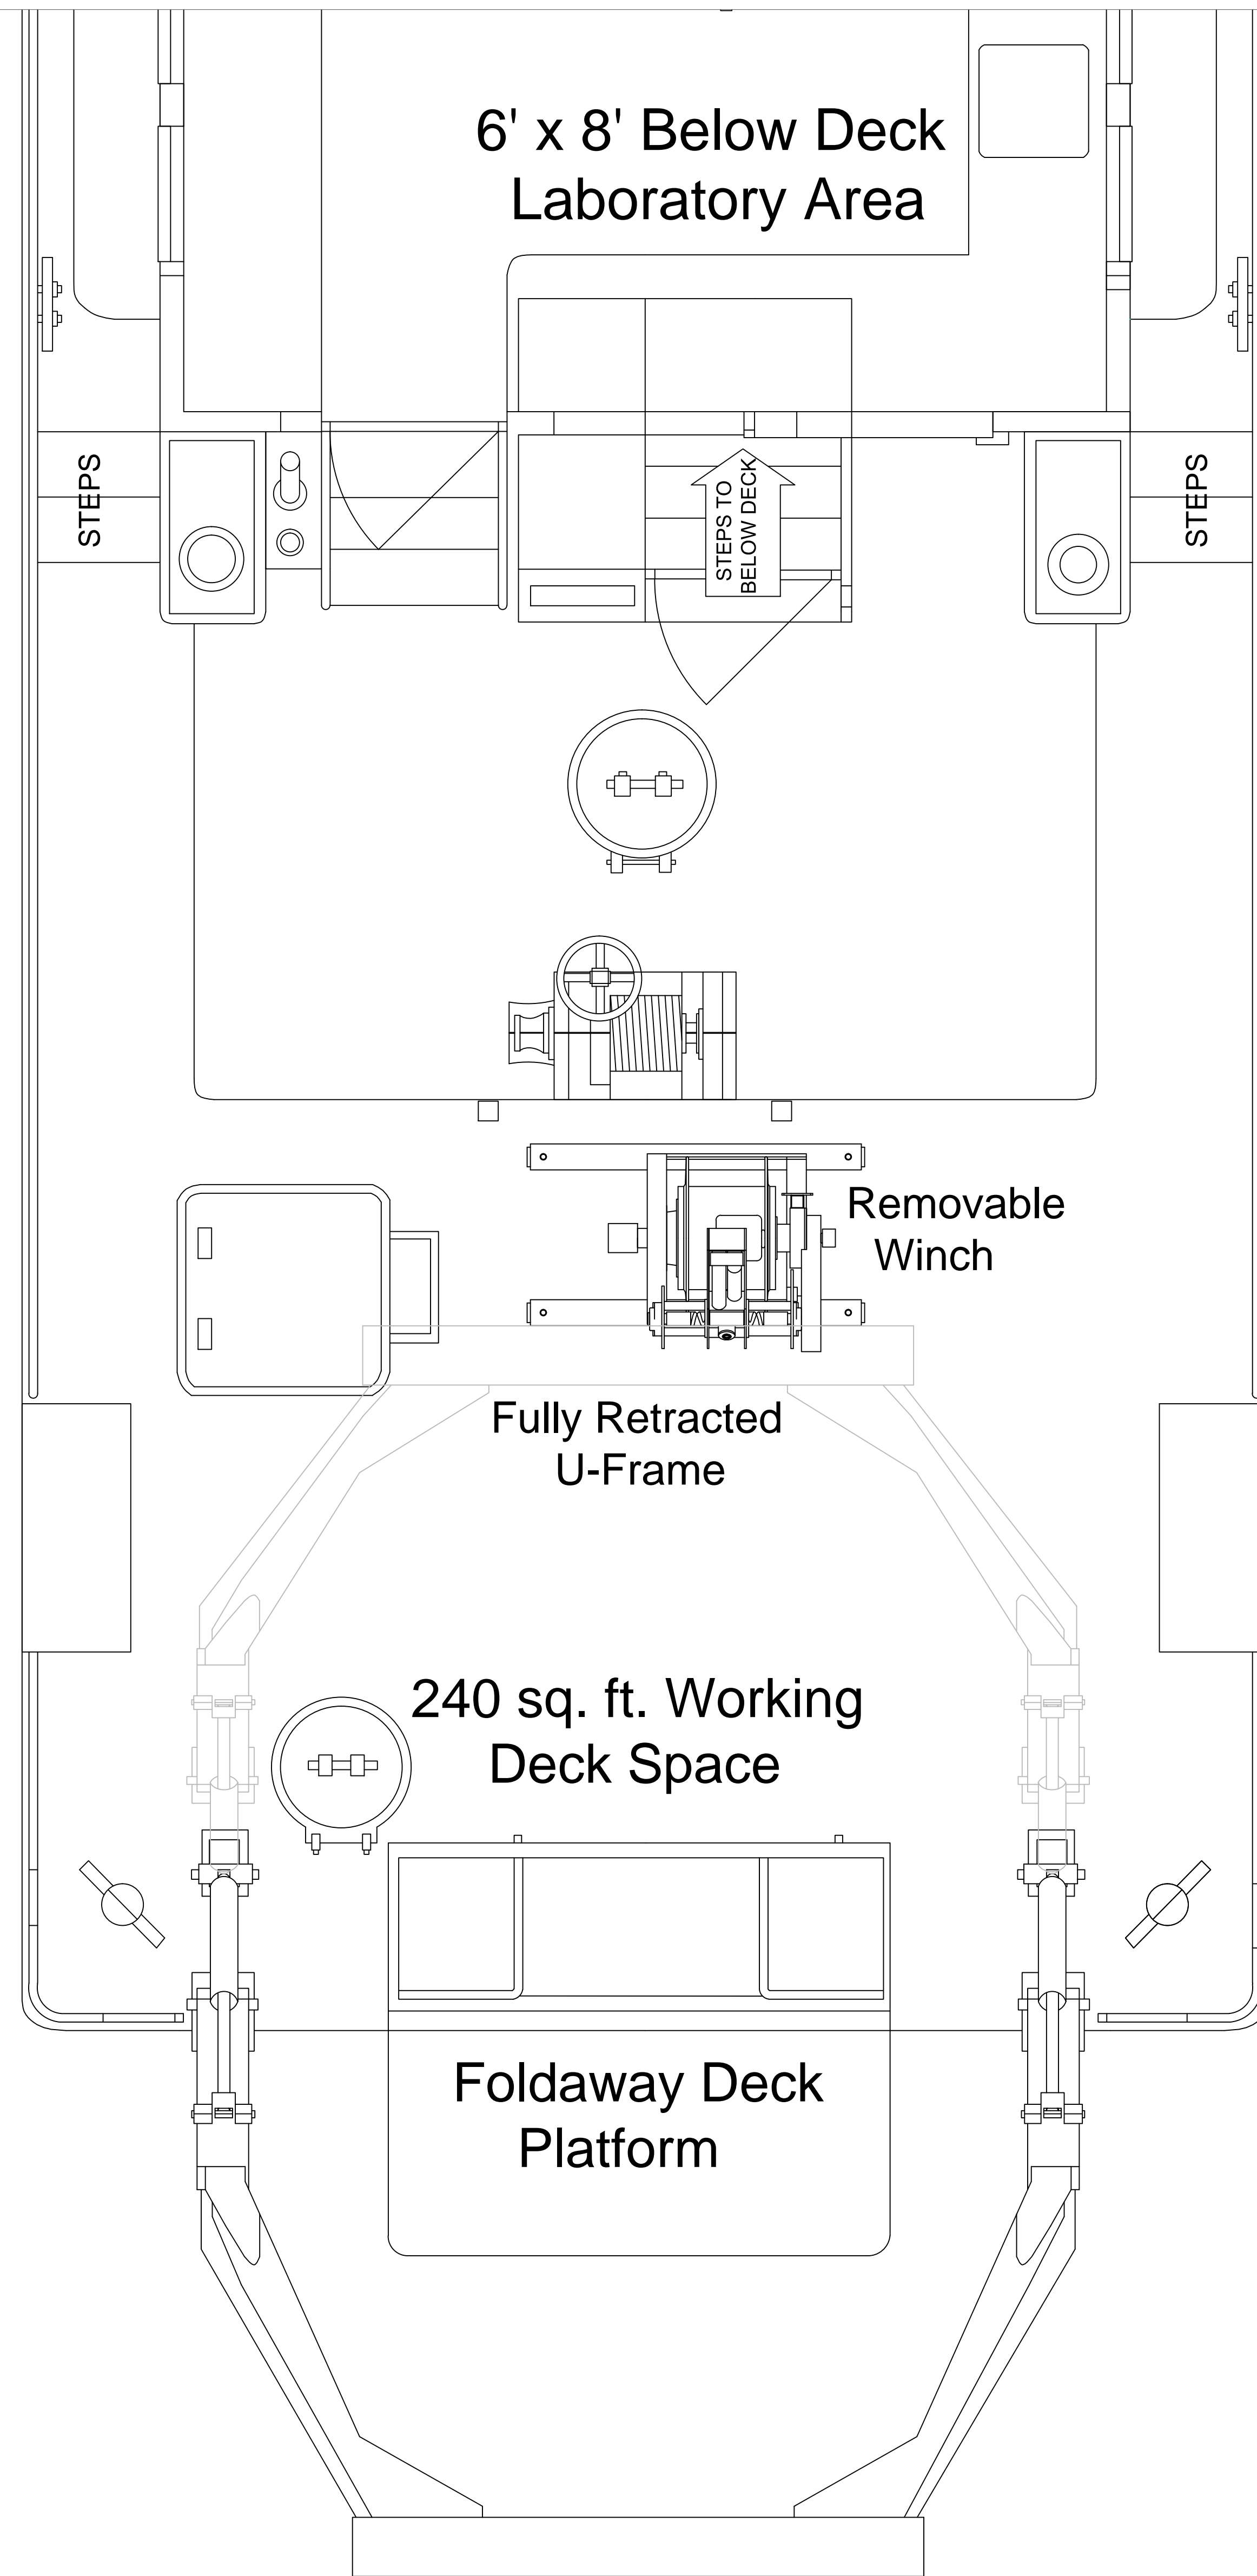 6' x 8' Below Deck
Laboratory Area
STEPS
STEPS TO
BELOW DECK
STEPS
Removable
Winch
Fully Retracted
U-Frame
240 sq. ft. Working
Deck Space
Foldaway Deck
Platform